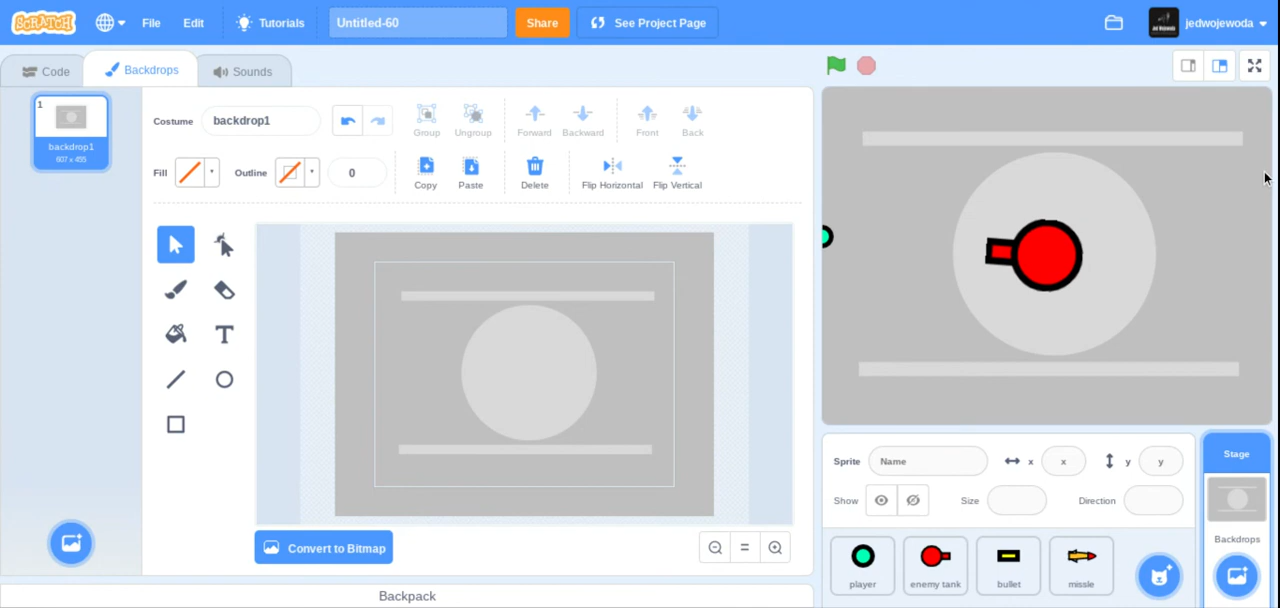 SCRATCH File Edit Tutorials Untitled-60 Share See Project Page jedwojewoda
Code Backdrops Sounds
1
backdrop1
607 x 455
Costume backdrop1 Group Ungroup Forward Backward Front Back
Fill Outline 0 Copy Paste Delete Flip Horizontal Flip Vertical
T
Convert to Bitmap
Backpack
Sprite Name x x y y
Show Size Direction
player enemy tank bullet missle
Stage
Backdrops